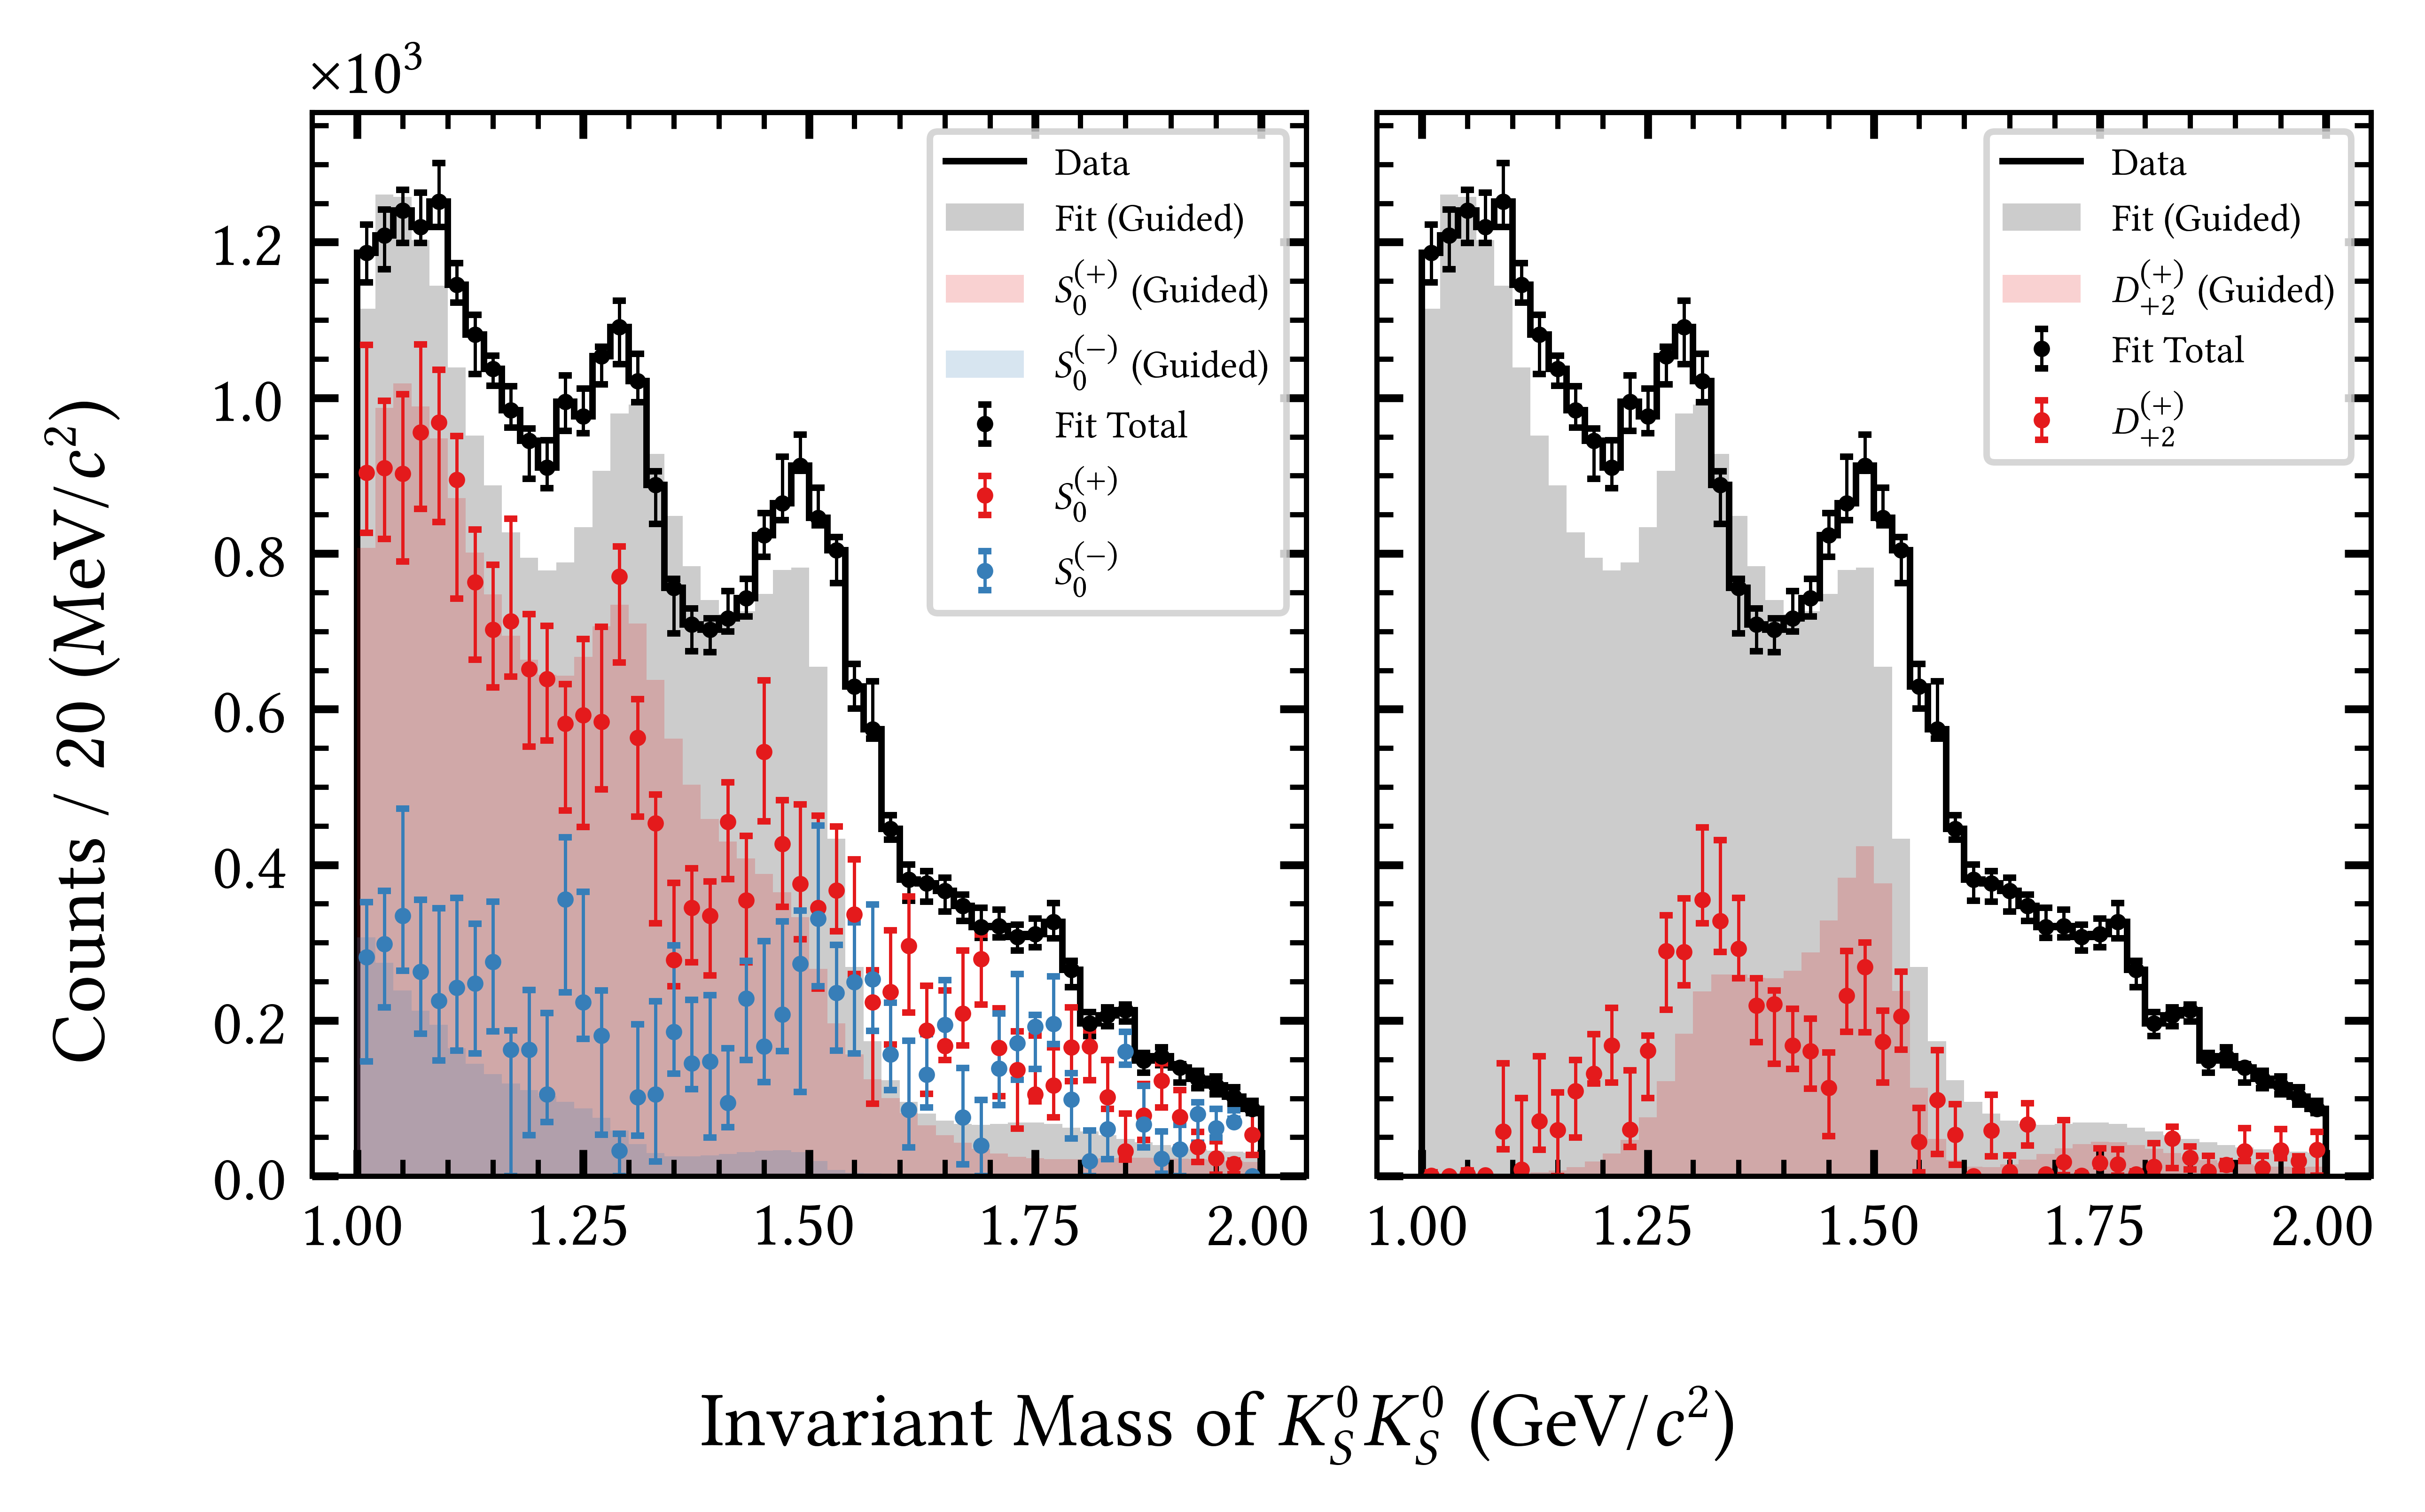 ×10³
Counts / 20 (MeV/c²)
1.2
1.0
0.8
0.6
0.4
0.2
0.0
Data
Fit (Guided)
S₀⁽⁺⁾ (Guided)
S₀⁽⁻⁾ (Guided)
Fit Total
S₀⁽⁺⁾
S₀⁽⁻⁾
1.00 1.25 1.50 1.75 2.00
Data
Fit (Guided)
D₊₂⁽⁺⁾ (Guided)
Fit Total
D₊₂⁽⁺⁾
1.00 1.25 1.50 1.75 2.00
Invariant Mass of K_S⁰K_S⁰ (GeV/c²)